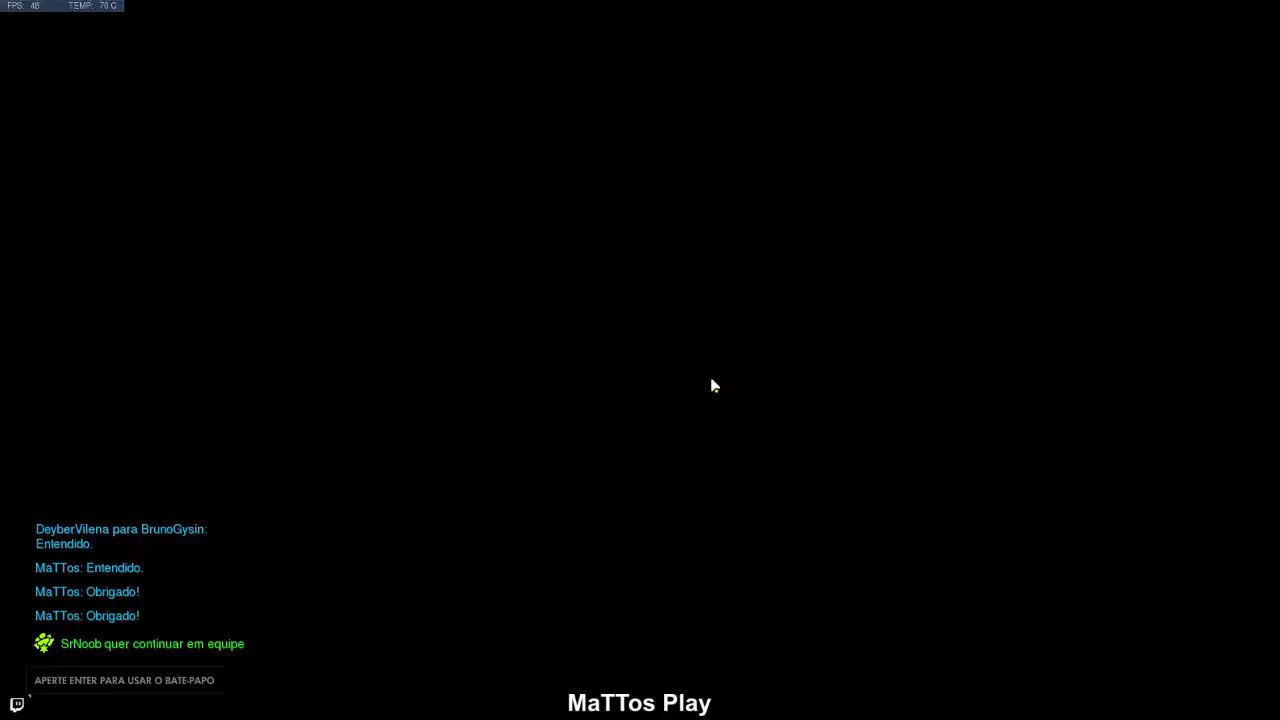 FPS: 48 TEMP: 70 C
DeyberVilena para BrunoGysin:
Entendido.
MaTTos: Entendido.
MaTTos: Obrigado!
MaTTos: Obrigado!
SrNoob quer continuar em equipe
APERTE ENTER PARA USAR O BATE-PAPO
MaTTos Play